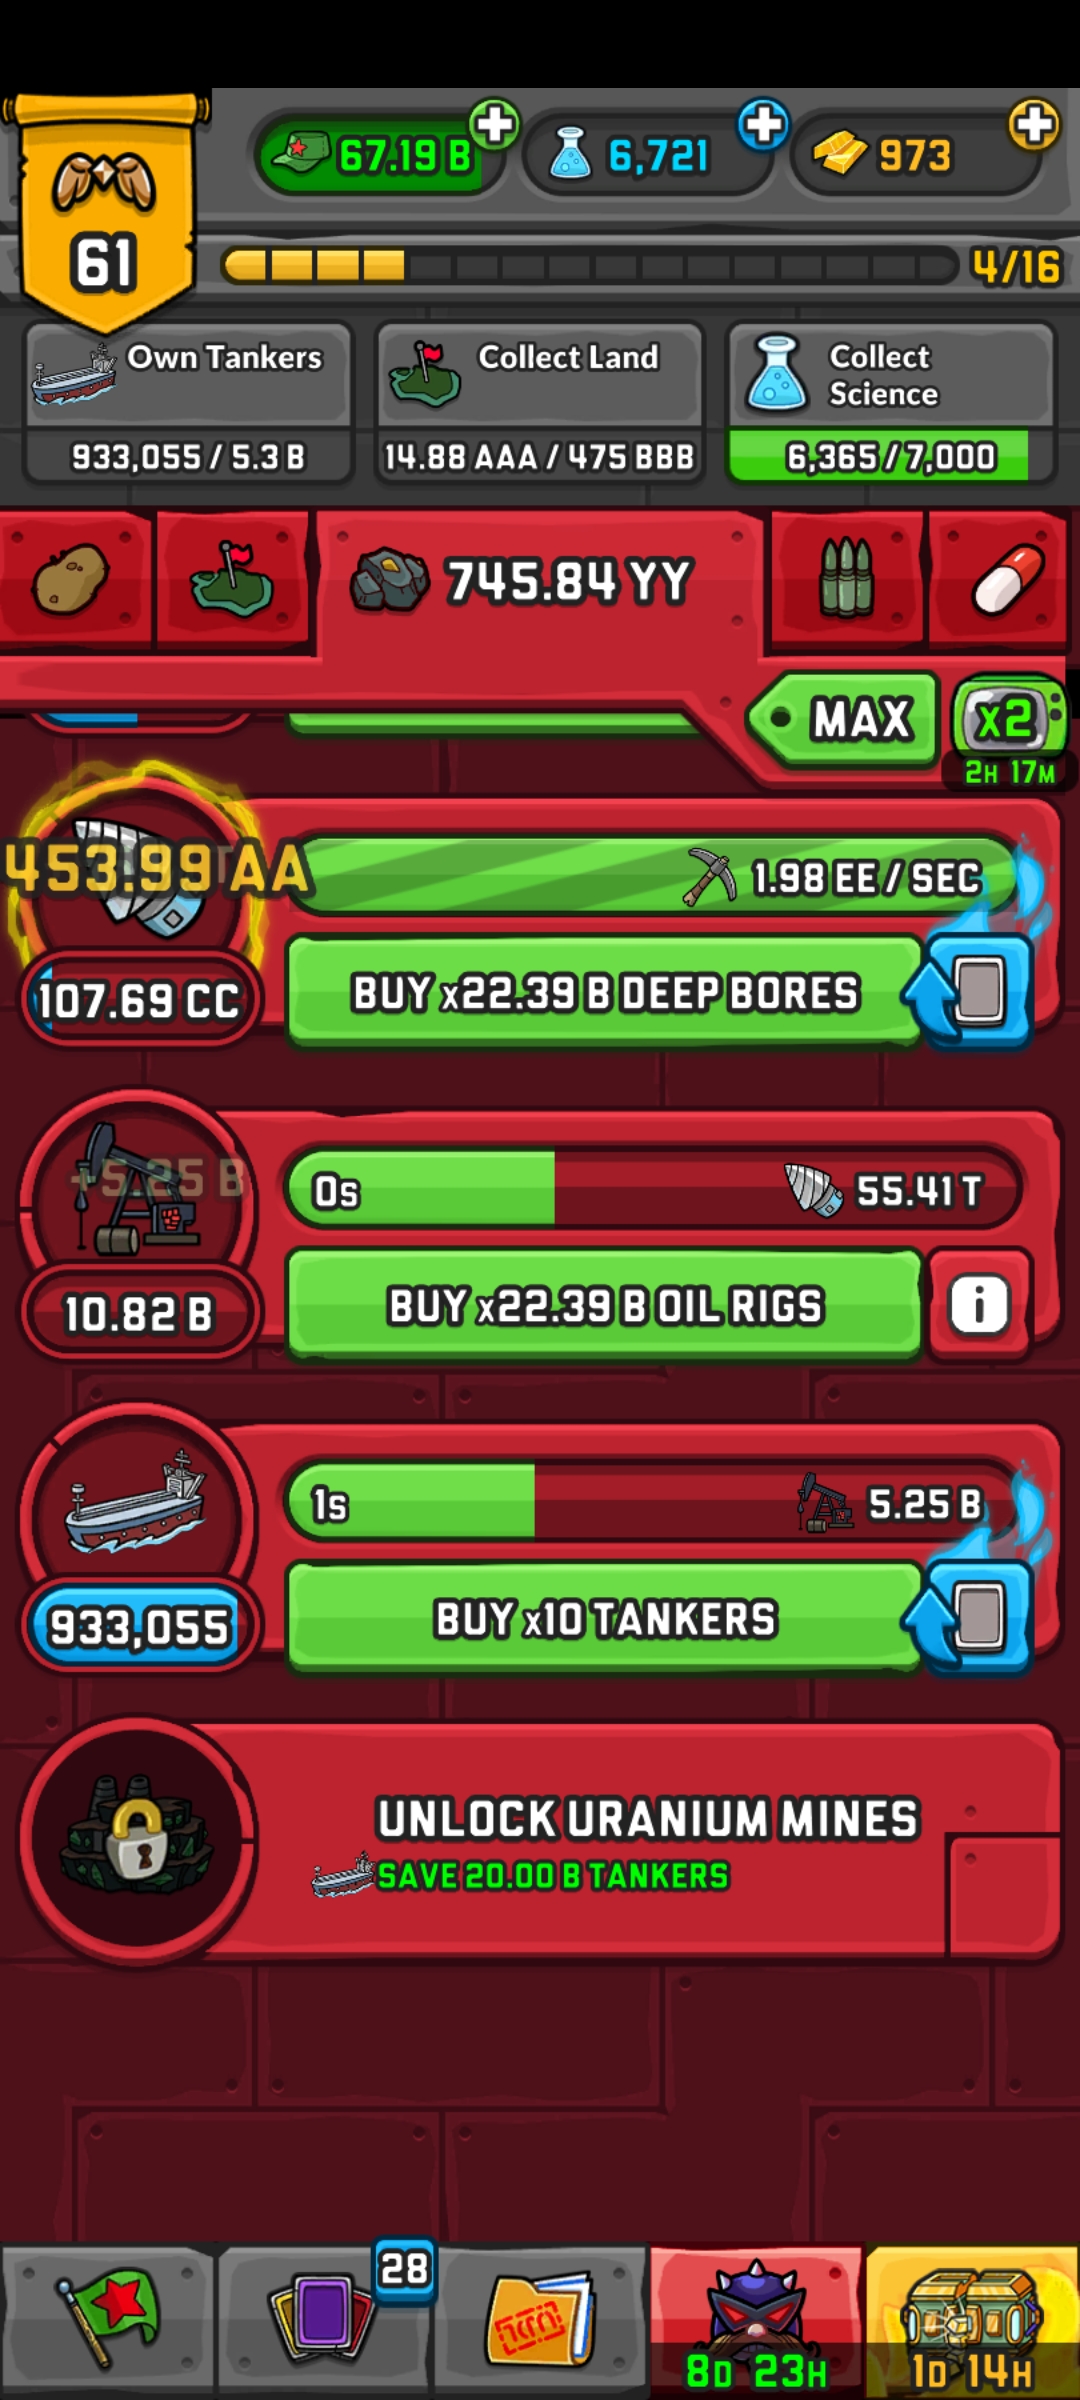 67.19 B
6,721
973
61
4/16
Own Tankers
933,055 / 5.3 B
Collect Land
14.88 AAA / 475 BBB
Collect
Science
6,365 / 7,000
745.84 YY
MAX
x2
2H 17M
453.99 AA
1.98 EE / SEC
107.69 CC
BUY x22.39 B DEEP BORES
+5.25 B
0s
55.41 T
10.82 B
BUY x22.39 B OIL RIGS
i
1s
5.25 B
933,055
BUY x10 TANKERS
UNLOCK URANIUM MINES
SAVE 20.00 B TANKERS
28
8D 23H
1D 14H